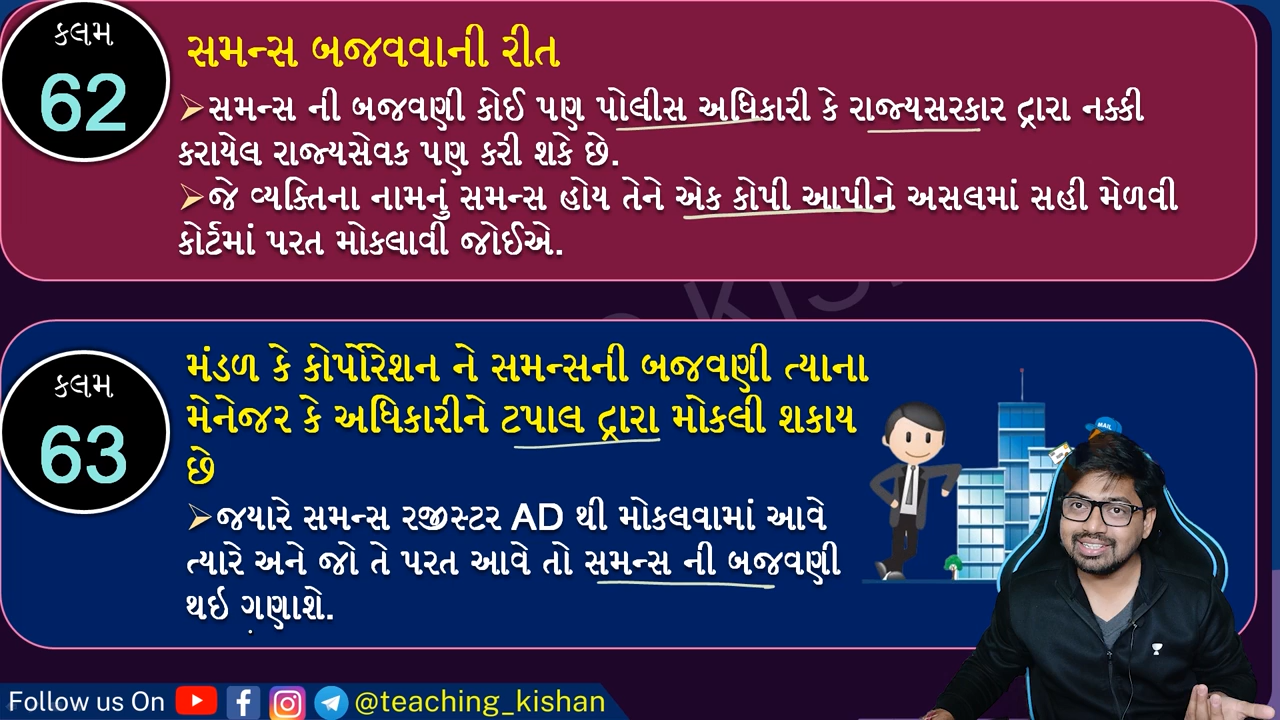 કલમ
62
સમન્સ બજવવાની રીત
➢સમન્સ ની બજવણી કોઈ પણ પોલીસ અધિકારી કે રાજ્યસરકાર દ્રારા નક્કી
કરાયેલ રાજ્યસેવક પણ કરી શકે છે.
➢જે વ્યક્તિના નામનું સમન્સ હોય તેને એક કોપી આપીને અસલમાં સહી મેળવી
કોર્ટમાં પરત મોકલાવી જોઈએ.
કલમ
63
મંડળ કે કોર્પોરેશન ને સમન્સની બજવણી ત્યાના
મેનેજર કે અધિકારીને ટપાલ દ્રારા મોકલી શકાય
છે
➢જયારે સમન્સ રજીસ્ટર AD થી મોકલવામાં આવે
ત્યારે અને જો તે પરત આવે તો સમન્સ ની બજવણી
થઇ ગણાશે.
MAIL
Follow us On @teaching_kishan